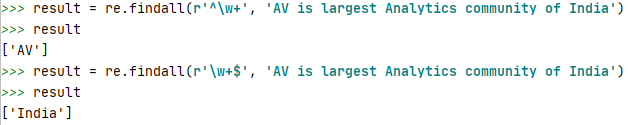 >>> result = re.findall(r'^\w+', 'AV is largest Analytics community of India')
>>> result
['AV']
>>> result = re.findall(r'\w+$', 'AV is largest Analytics community of India')
>>> result
['India']